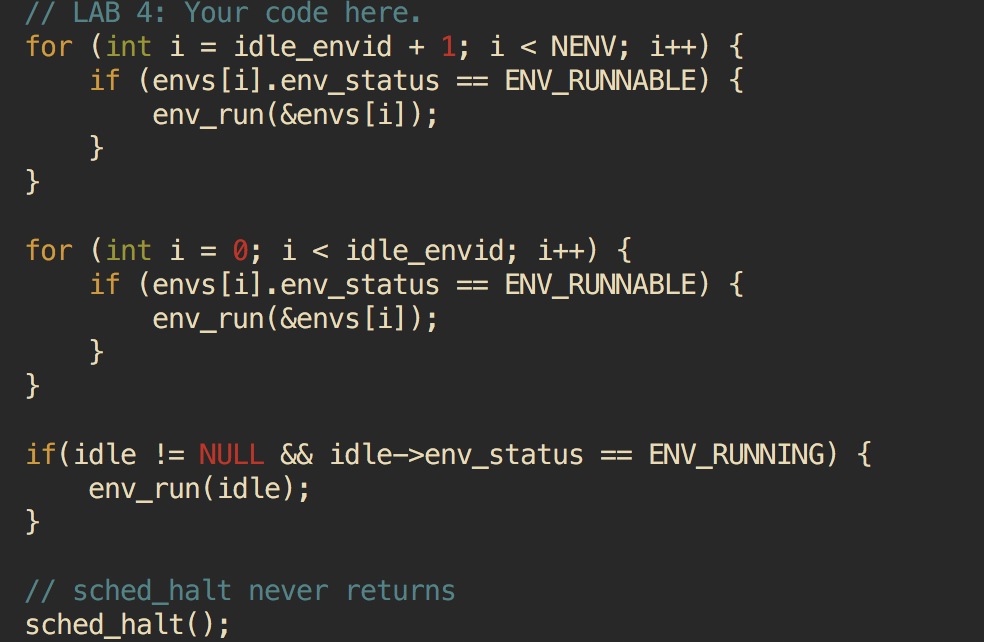 // LAB 4: Your code here.
for (int i = idle_envid + 1; i < NENV; i++) {
if (envs[i].env_status == ENV_RUNNABLE) {
env_run(&envs[i]);
}
}
for (int i = 0; i < idle_envid; i++) {
if (envs[i].env_status == ENV_RUNNABLE) {
env_run(&envs[i]);
}
}
if(idle != NULL && idle->env_status == ENV_RUNNING) {
env_run(idle);
}
// sched_halt never returns
sched_halt();